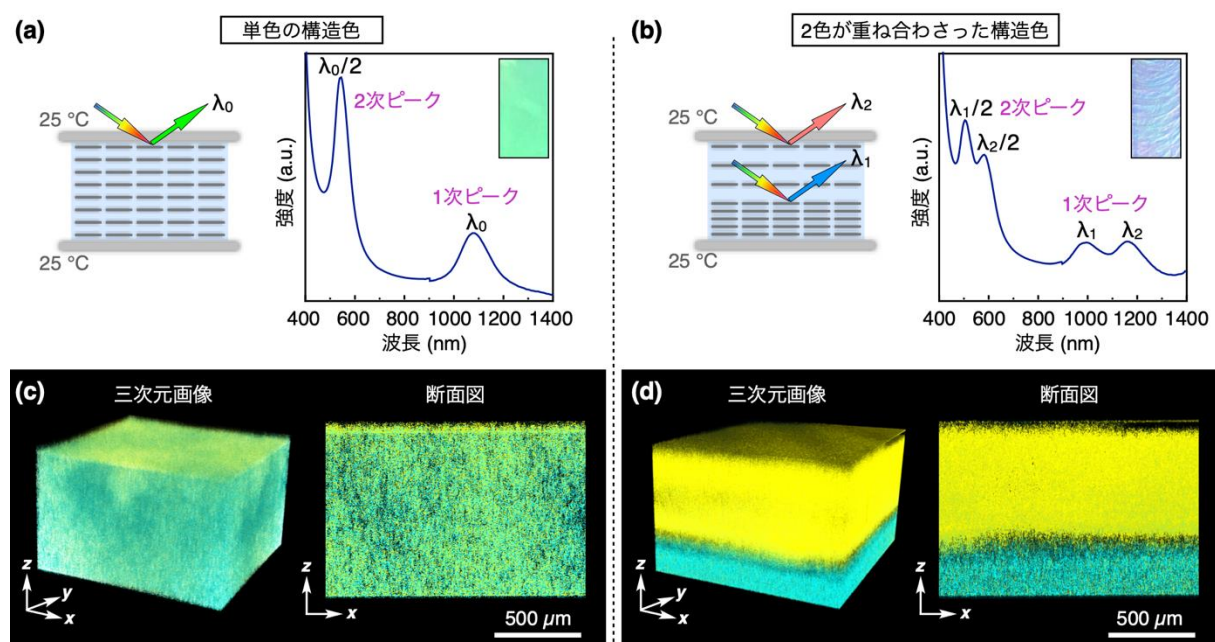 (a)
単色の構造色
25 °C
λ0
25 °C
強度 (a.u.)
λ0/2
2次ピーク
1次ピーク
λ0
400 600 800 1000 1200 1400
波長 (nm)
(b)
2色が重ね合わさった構造色
25 °C
λ2
λ1
25 °C
強度 (a.u.)
λ1/2
2次ピーク
λ2/2
1次ピーク
λ1
λ2
400 600 800 1000 1200 1400
波長 (nm)
(c)
三次元画像
断面図
z
y
x
z
x
500 µm
(d)
三次元画像
断面図
z
y
x
z
x
500 µm